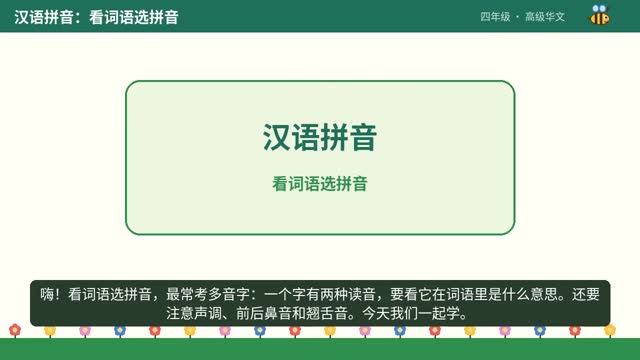 汉语拼音：看词语选拼音
四年级 · 高级华文
汉语拼音
看词语选拼音
嗨！看词语选拼音，最常考多音字：一个字有两种读音，要看它在词语里是什么意思。还要
注意声调、前后鼻音和翘舌音。今天我们一起学。